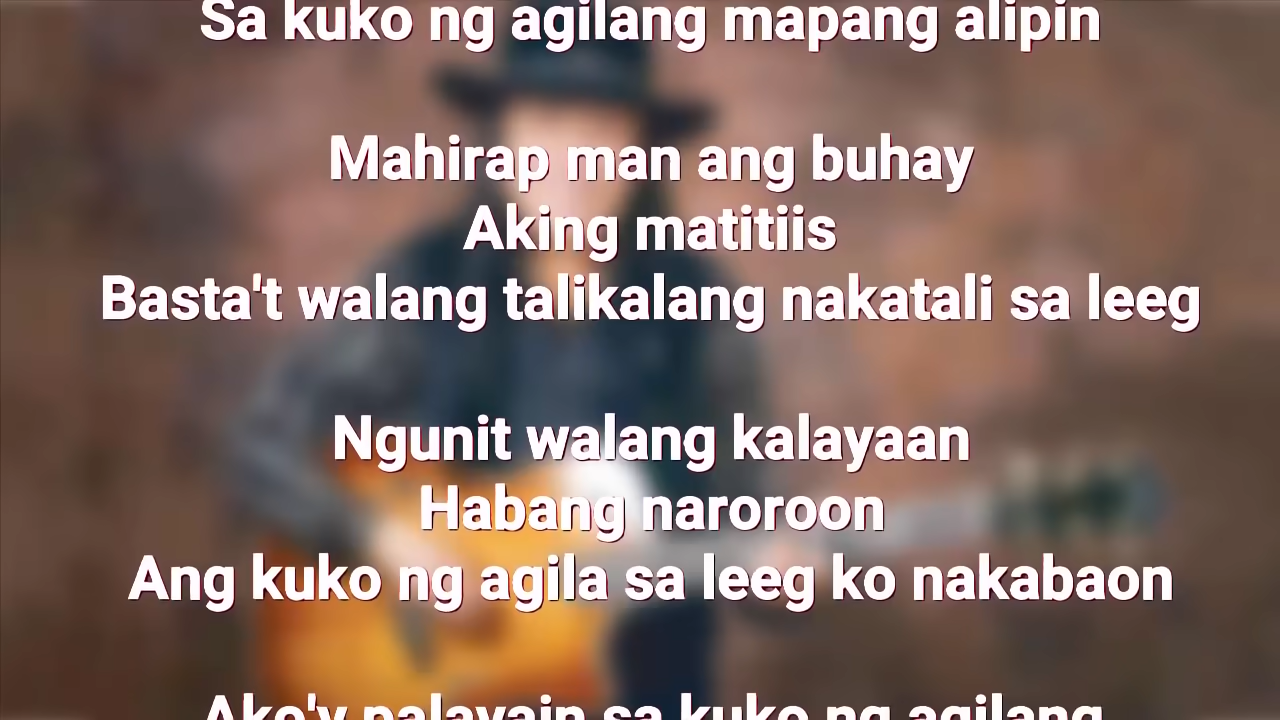 Sa kuko ng agilang mapang alipin
Mahirap man ang buhay
Aking matitiis
Basta't walang talikalang nakatali sa leeg
Ngunit walang kalayaan
Habang naroroon
Ang kuko ng agila sa leeg ko nakabaon
Ako'y palayain sa kuko ng agilang